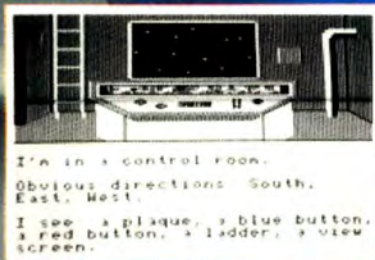 I'm in a control room.
Obvious directions: South,
East, West.
I see: a plaque, a blue button,
a red button, a ladder, a view
screen.